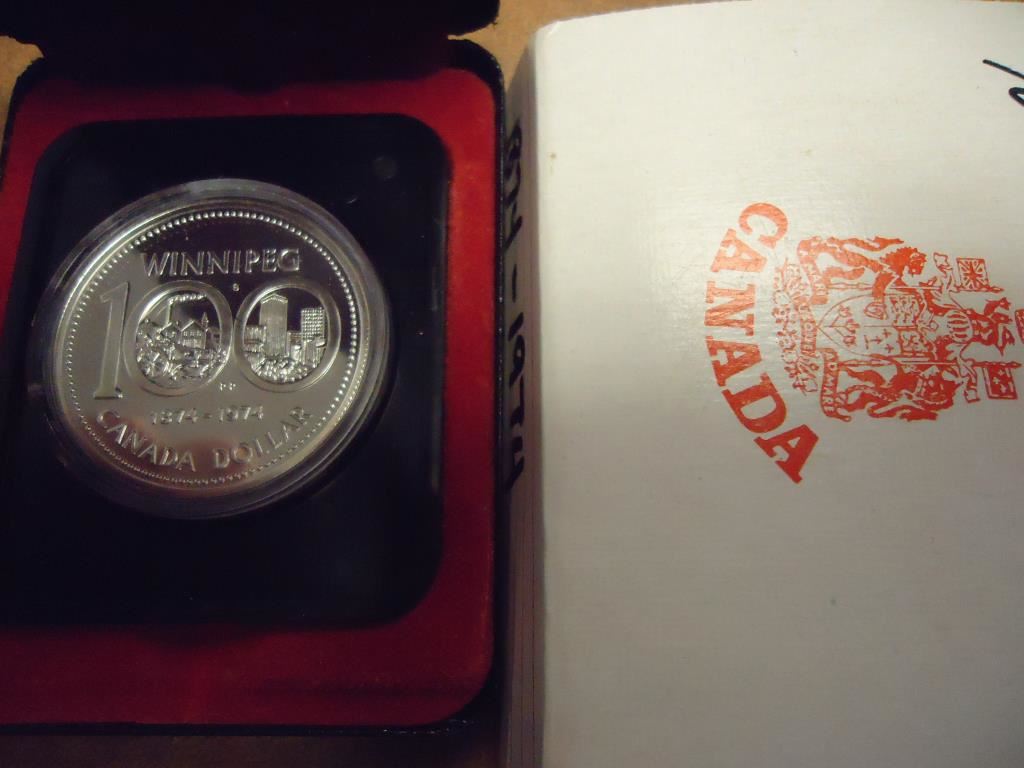 WINNIPEG
100
1874-1974
CANADA DOLLAR
CANADA